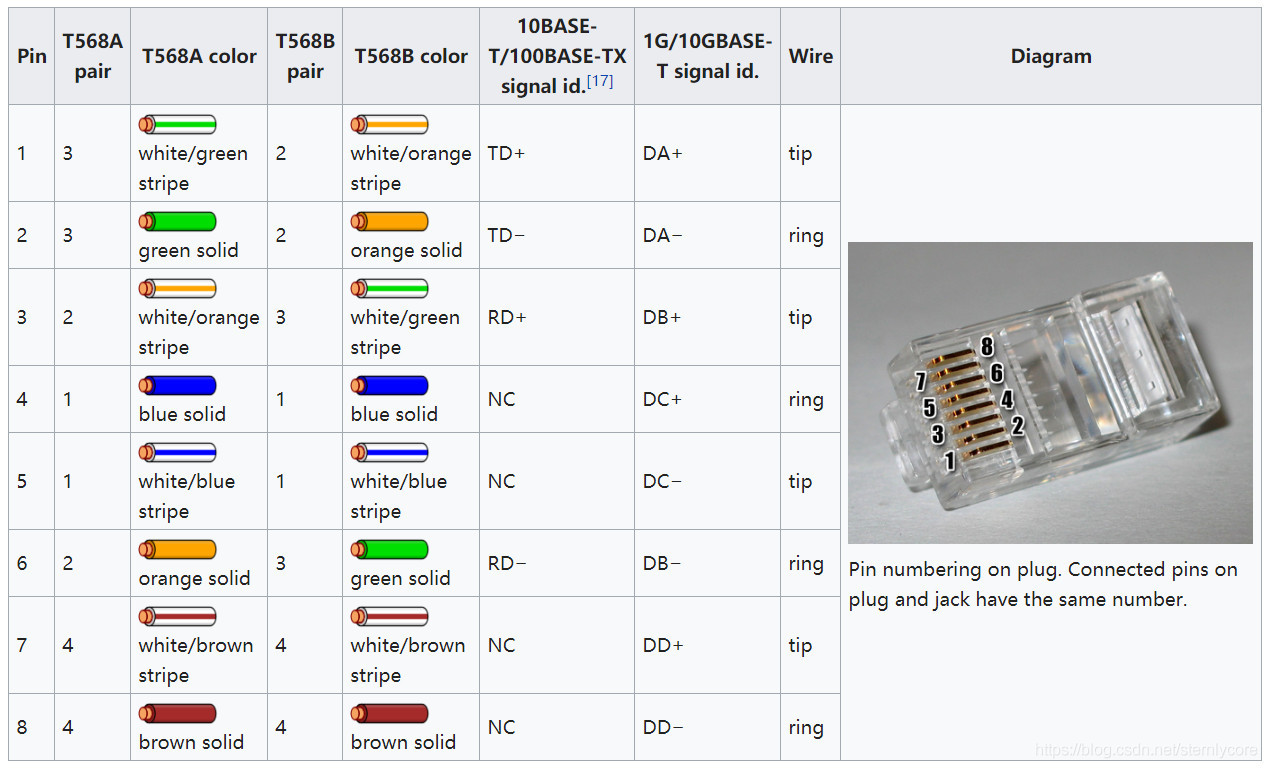 Pin
T568A
pair
T568A color
T568B
pair
T568B color
10BASE-
T/100BASE-TX
signal id.[17]
1G/10GBASE-
T signal id.
Wire
Diagram
1
3
white/green
stripe
2
white/orange
stripe
TD+
DA+
tip
2
3
green solid
2
orange solid
TD−
DA−
ring
3
2
white/orange
stripe
3
white/green
stripe
RD+
DB+
tip
4
1
blue solid
1
blue solid
NC
DC+
ring
5
1
white/blue
stripe
1
white/blue
stripe
NC
DC−
tip
6
2
orange solid
3
green solid
RD−
DB−
ring
7
4
white/brown
stripe
4
white/brown
stripe
NC
DD+
tip
8
4
brown solid
4
brown solid
NC
DD−
ring
8
7
6
5
4
3
2
1
Pin numbering on plug. Connected pins on
plug and jack have the same number.
https://blog.csdn.net/sternlycore